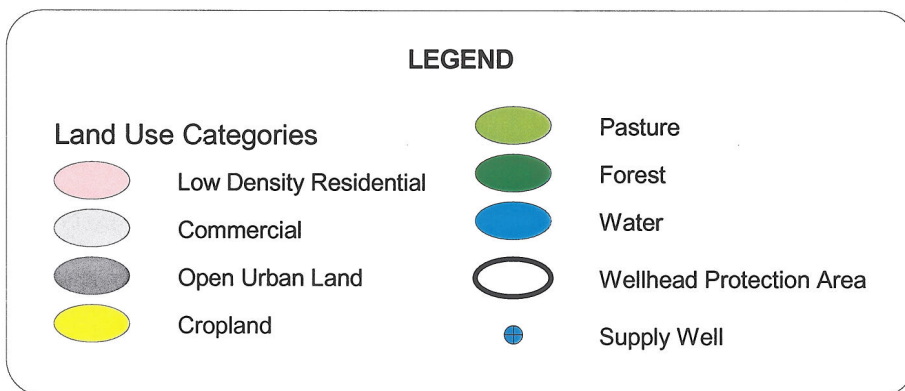 LEGEND
Land Use Categories
Low Density Residential
Commercial
Open Urban Land
Cropland
Pasture
Forest
Water
Wellhead Protection Area
Supply Well